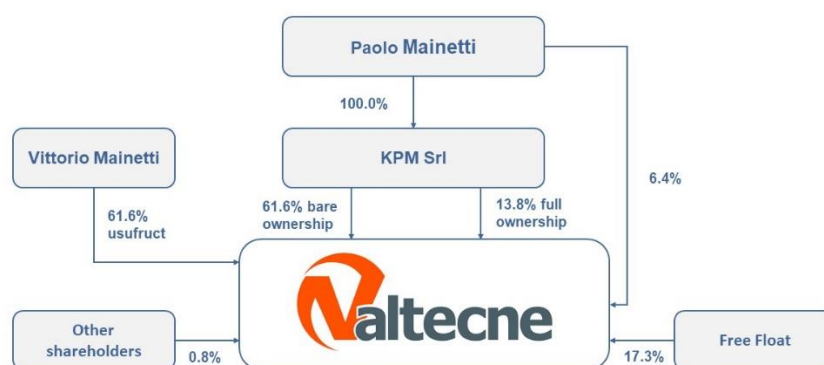 Paolo Mainetti
100.0%
Vittorio Mainetti
KPM Srl
6.4%
61.6%
usufruct
61.6% bare
ownership
13.8% full
ownership
Valtecne
Other
shareholders
0.8%
17.3%
Free Float